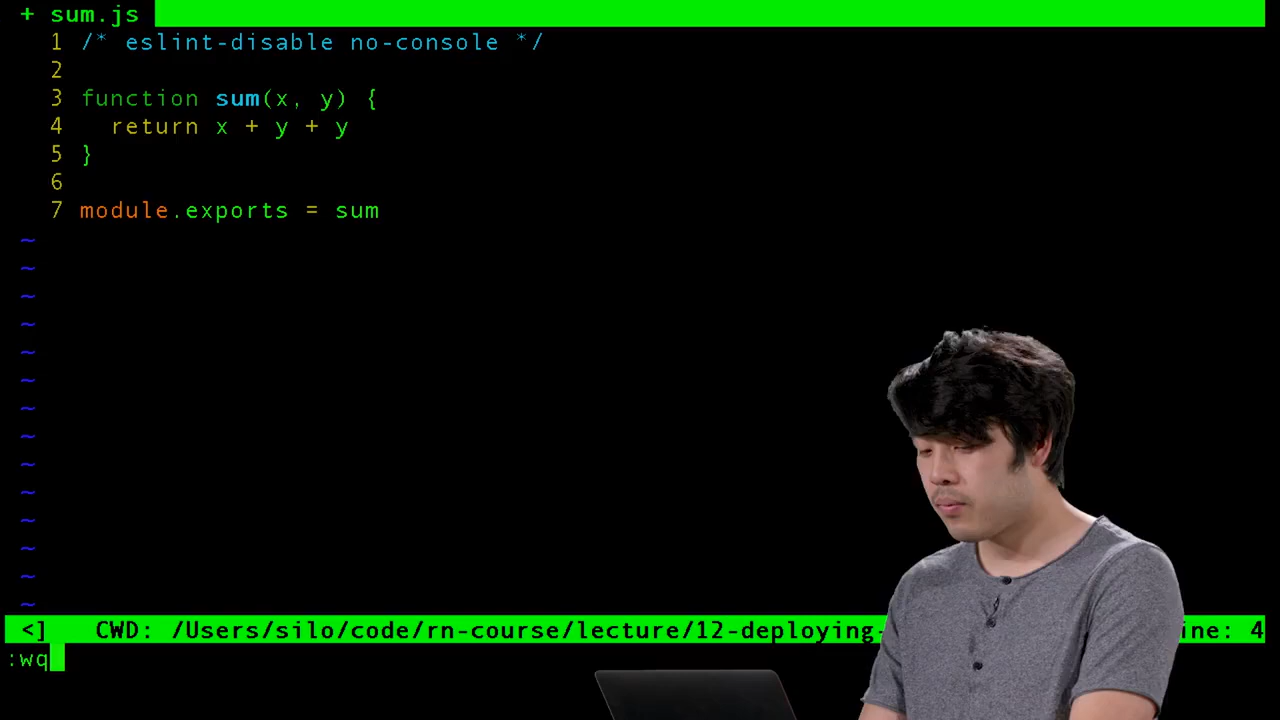 + sum.js
1 /* eslint-disable no-console */
2
3 function sum(x, y) {
4   return x + y + y
5 }
6
7 module.exports = sum
~
~
~
~
~
~
~
~
~
~
~
~
~
~
<]   CWD: /Users/silo/code/rn-course/lecture/12-deploying- ine: 4
:wq